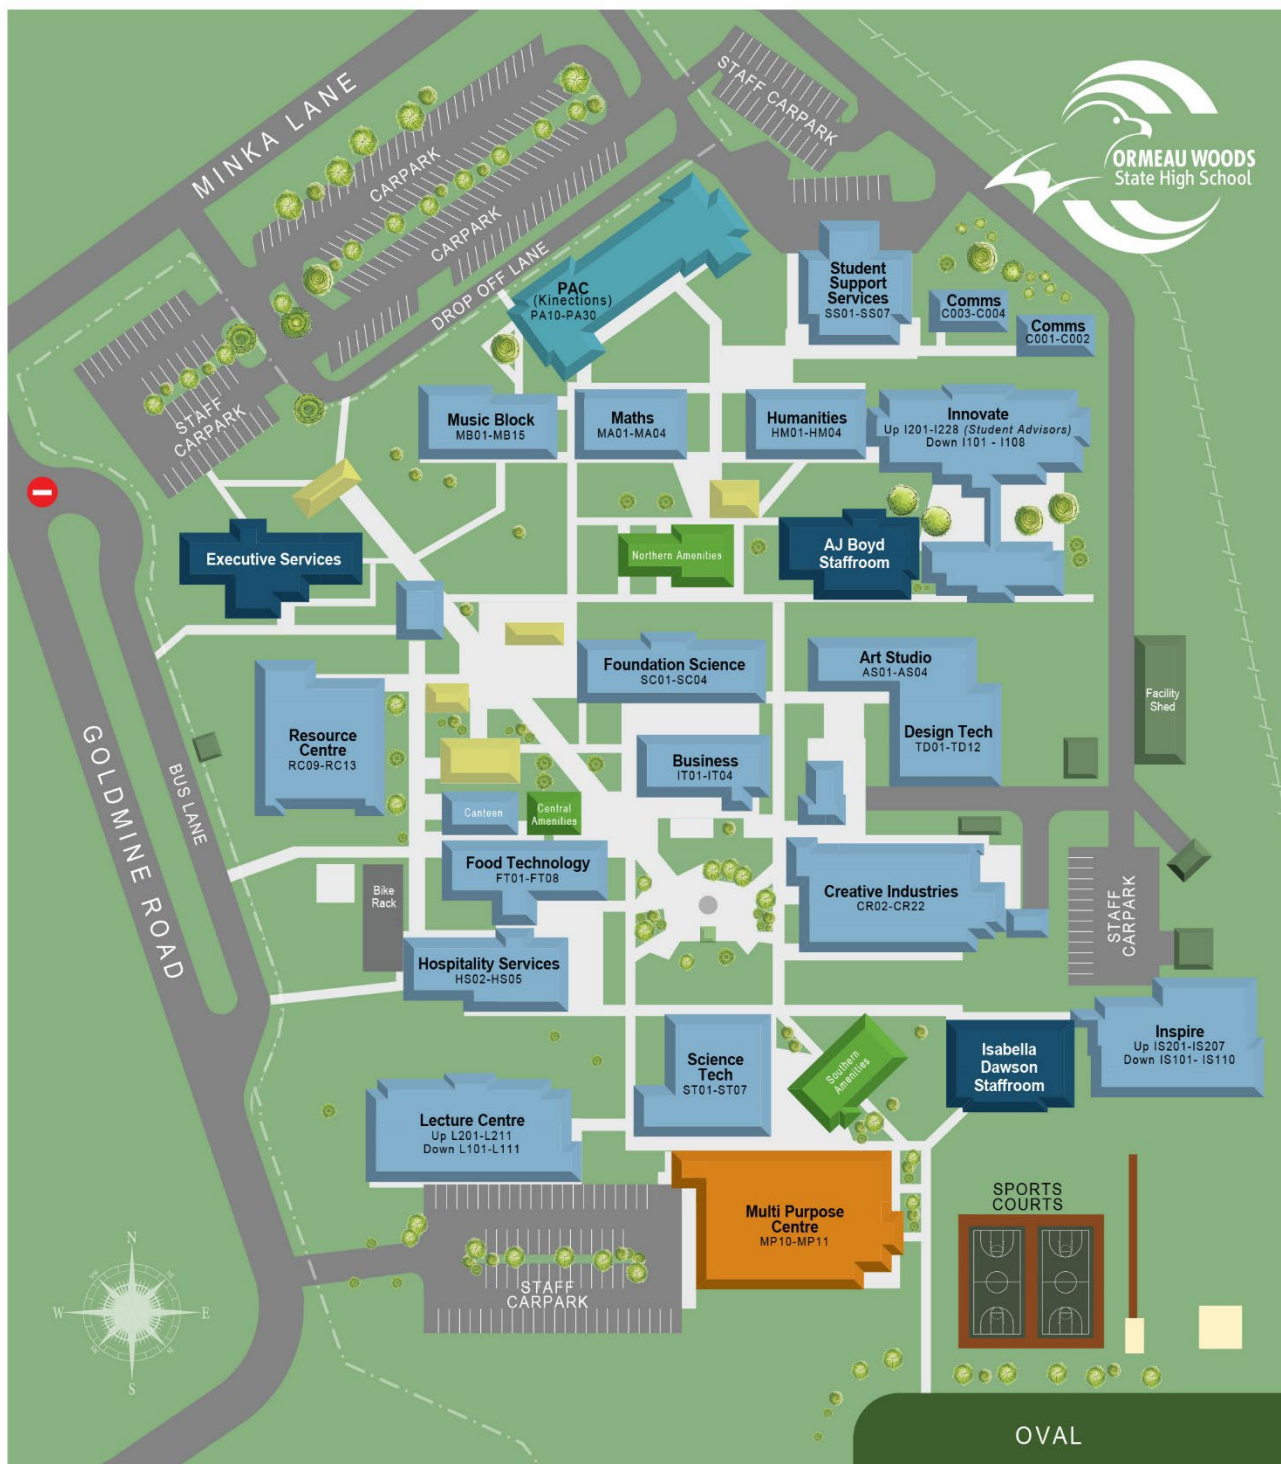 MINKA LANE
CARPARK
CARPARK
DROP OFF LANE
STAFF CARPARK
ORMEAU WOODS
State High School
STAFF
CARPARK
PAC
(Kinections)
PA10-PA30
Student
Support
Services
SS01-SS07
Comms
C003-C004
Comms
C001-C002
Music Block
MB01-MB15
Maths
MA01-MA04
Humanities
HM01-HM04
Innovate
Up I201-I228 (Student Advisors)
Down I101 - I108
Executive Services
Northern Amenities
AJ Boyd
Staffroom
Foundation Science
SC01-SC04
Art Studio
AS01-AS04
Facility
Shed
Resource
Centre
RC09-RC13
Business
IT01-IT04
Design Tech
TD01-TD12
GOLDMINE ROAD
BUS LANE
Canteen
Central
Amenities
Food Technology
FT01-FT08
Bike
Rack
Creative Industries
CR02-CR22
STAFF
CARPARK
Hospitality Services
HS02-HS05
Science
Tech
ST01-ST07
Southern
Amenities
Isabella
Dawson
Staffroom
Inspire
Up IS201-IS207
Down IS101- IS110
Lecture Centre
Up L201-L211
Down L101-L111
Multi Purpose
Centre
MP10-MP11
SPORTS
COURTS
STAFF
CARPARK
N
W
E
S
OVAL